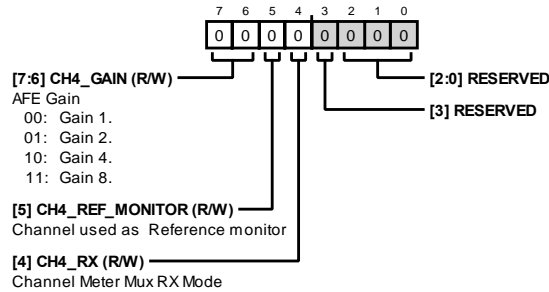 7 6 5 4 3 2 1 0
0 0 0 0 0 0 0 0
[7:6] CH4_GAIN (R/W)
AFE Gain
00: Gain 1.
01: Gain 2.
10: Gain 4.
11: Gain 8.
[5] CH4_REF_MONITOR (R/W)
Channel used as Reference monitor
[4] CH4_RX (R/W)
Channel Meter Mux RX Mode
[2:0] RESERVED
[3] RESERVED